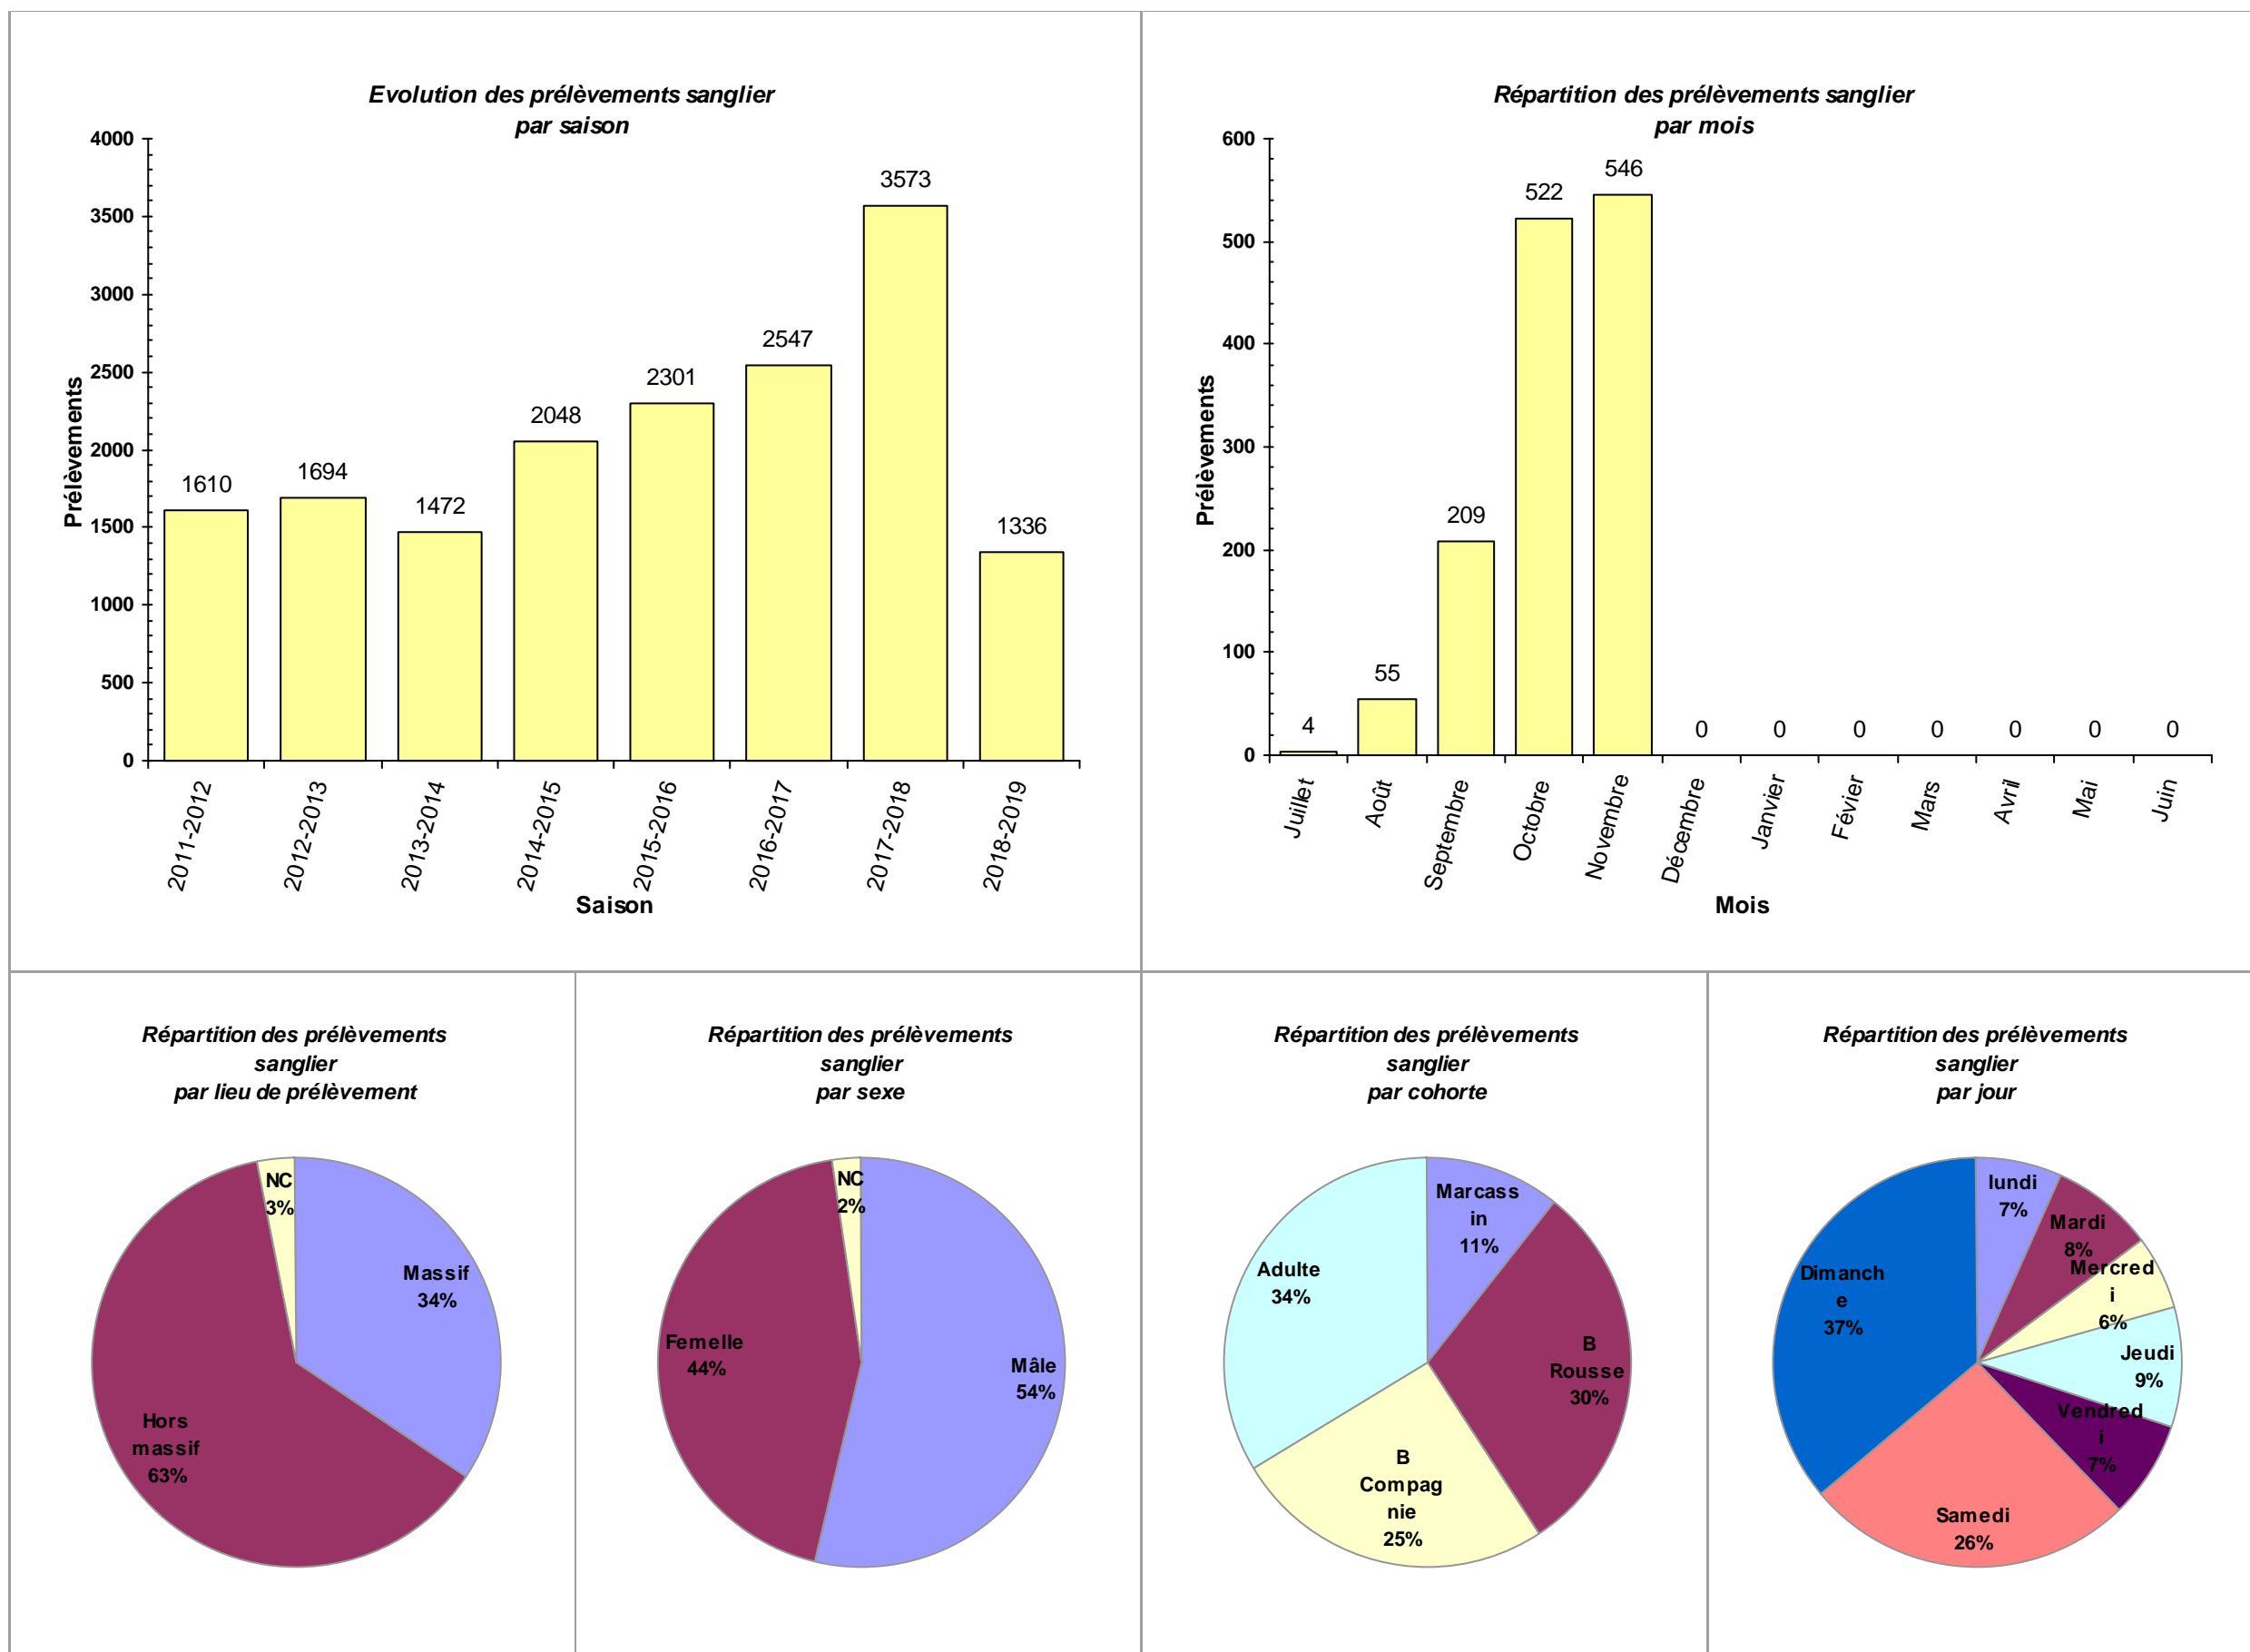 Evolution des prélèvements sanglier
par saison
4000
3500
3000
2500
2000
1500
1000
500
0
Prélèvements
1610
1694
1472
2048
2301
2547
3573
1336
2011-2012
2012-2013
2013-2014
2014-2015
2015-2016
2016-2017
2017-2018
2018-2019
Saison
Répartition des prélèvements sanglier
par mois
600
500
400
300
200
100
0
Prélèvements
4
55
209
522
546
0
0
0
0
0
0
0
Juillet
Août
Septembre
Octobre
Novembre
Décembre
Janvier
Févier
Mars
Avril
Mai
Juin
Mois
Répartition des prélèvements
sanglier
par lieu de prélèvement
NC
3%
Massif
34%
Hors
massif
63%
Répartition des prélèvements
sanglier
par sexe
NC
2%
Femelle
44%
Mâle
54%
Répartition des prélèvements
sanglier
par cohorte
Marcass
in
11%
Adulte
34%
B
Rousse
30%
B
Compag
nie
25%
Répartition des prélèvements
sanglier
par jour
lundi
7%
Mardi
8%
Mercred
i
6%
Jeudi
9%
Vendred
i
7%
Samedi
26%
Dimanch
e
37%